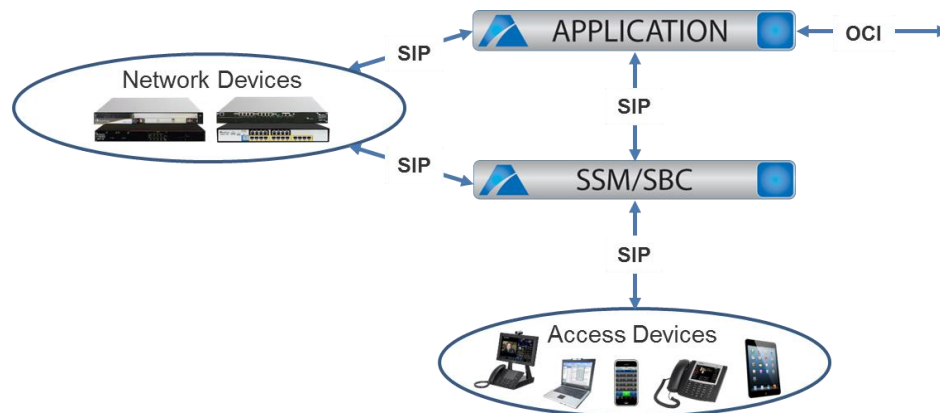 APPLICATION
OCI
SIP
Network Devices
SIP
SIP
SSM/SBC
SIP
Access Devices